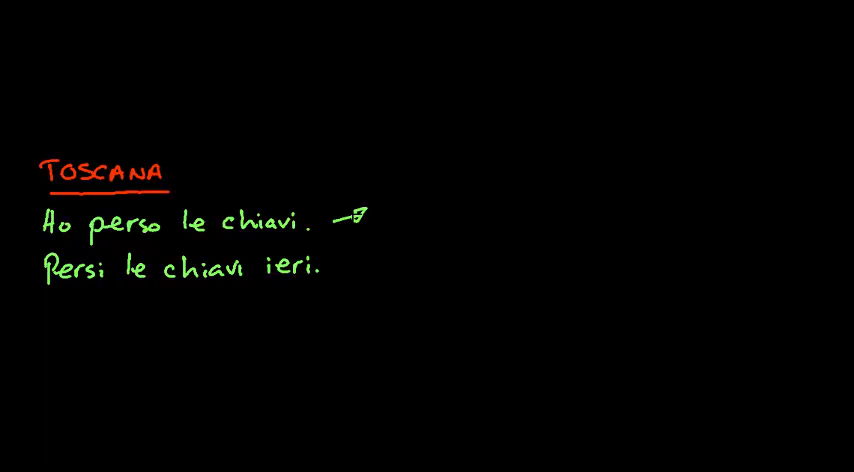 TOSCANA
Ho perso le chiavi. →
Persi le chiavi ieri.